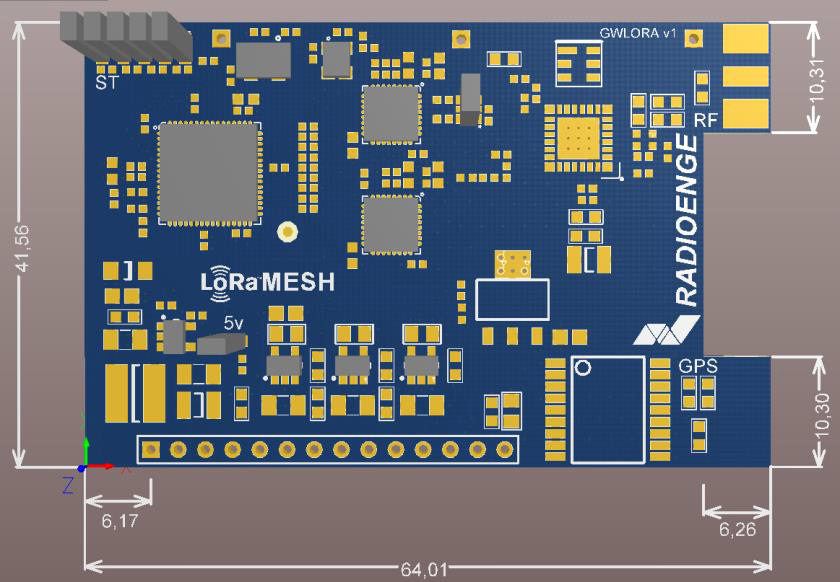 GWLORA v1
ST
10,31
RF
RADIOENGE
41,56
LoRaMESH
5v
GPS
10,30
Z
X
6,17
6,26
64,01